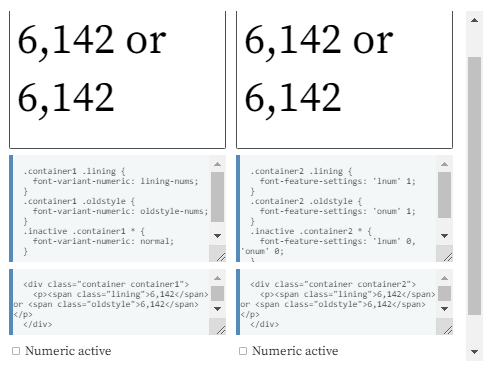 6,142 or
6,142
.container1 .lining {
font-variant-numeric: lining-nums;
}
.container1 .oldstyle {
font-variant-numeric: oldstyle-nums;
}
.inactive .container1 * {
font-variant-numeric: normal;
}
<div class="container container1">
<p><span class="lining">6,142</span>
or <span class="oldstyle">6,142</span>
</p>
</div>
Numeric active
6,142 or
6,142
.container2 .lining {
font-feature-settings: 'lnum' 1;
}
.container2 .oldstyle {
font-feature-settings: 'onum' 1;
}
.inactive .container2 * {
font-feature-settings: 'lnum' 0,
'onum' 0;
}
<div class="container container2">
<p><span class="lining">6,142</span>
or <span class="oldstyle">6,142</span>
</p>
</div>
Numeric active